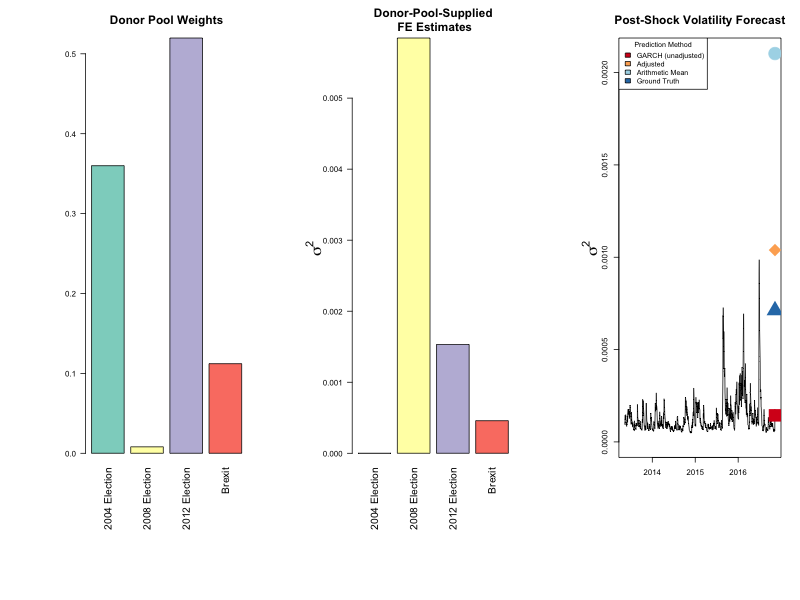 Donor Pool Weights
0.5
0.4
0.3
0.2
0.1
0.0
2004 Election
2008 Election
2012 Election
Brexit
Donor-Pool-Supplied
FE Estimates
σ²
0.005
0.004
0.003
0.002
0.001
0.000
2004 Election
2008 Election
2012 Election
Brexit
Post-Shock Volatility Forecast
Prediction Method
GARCH (unadjusted)
Adjusted
Arithmetic Mean
Ground Truth
σ²
0.0020
0.0015
0.0010
0.0005
0.0000
2014 2015 2016